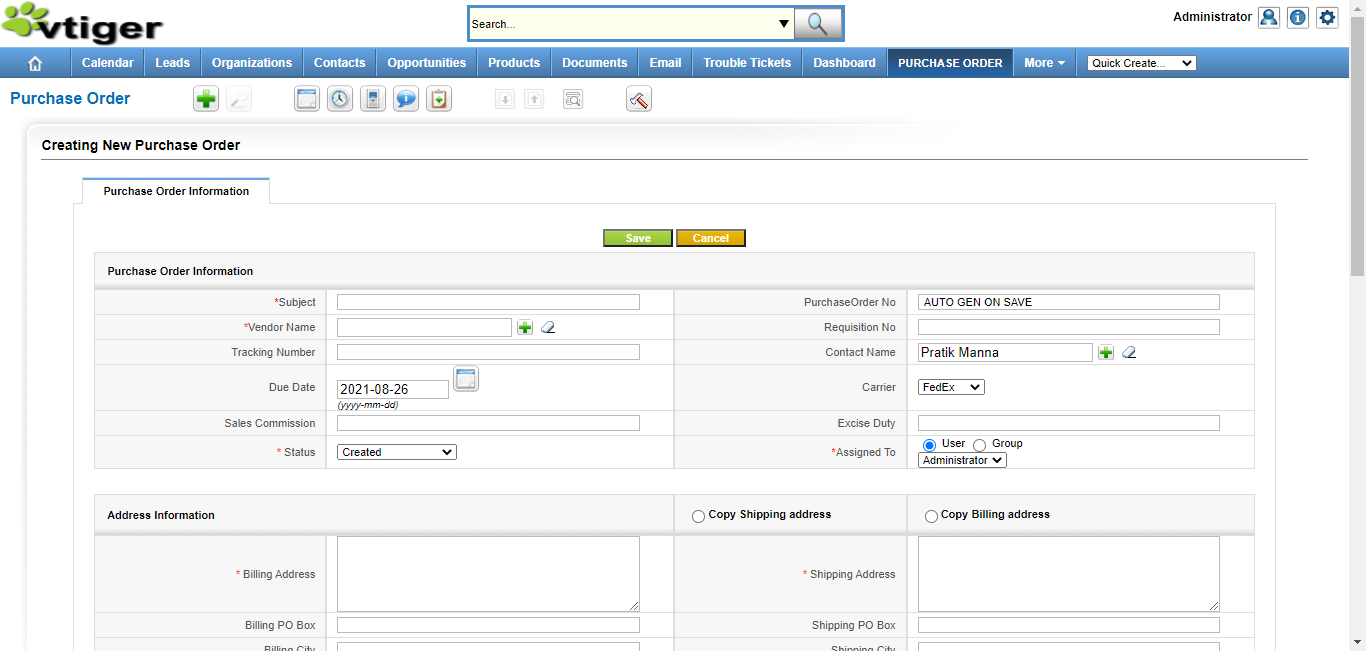 vtiger
Search...
Administrator
Calendar Leads Organizations Contacts Opportunities Products Documents Email Trouble Tickets Dashboard PURCHASE ORDER More Quick Create...
Purchase Order
Creating New Purchase Order
Purchase Order Information
Save Cancel
Purchase Order Information
*Subject PurchaseOrder No AUTO GEN ON SAVE
*Vendor Name Requisition No
Tracking Number Contact Name Pratik Manna
Due Date 2021-08-26 Carrier FedEx
(yyyy-mm-dd)
Sales Commission Excise Duty
* Status Created *Assigned To User Group
Administrator
Address Information Copy Shipping address Copy Billing address
* Billing Address * Shipping Address
Billing PO Box Shipping PO Box
Billing City Shipping City